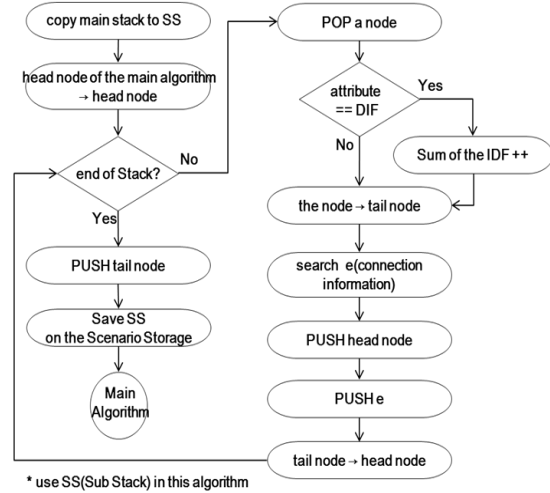 copy main stack to SS
head node of the main algorithm
→ head node
end of Stack?
No
Yes
PUSH tail node
Save SS
on the Scenario Storage
Main
Algorithm
POP a node
attribute
== DIF
Yes
No
Sum of the IDF ++
the node → tail node
search e(connection
information)
PUSH head node
PUSH e
tail node → head node
* use SS(Sub Stack) in this algorithm